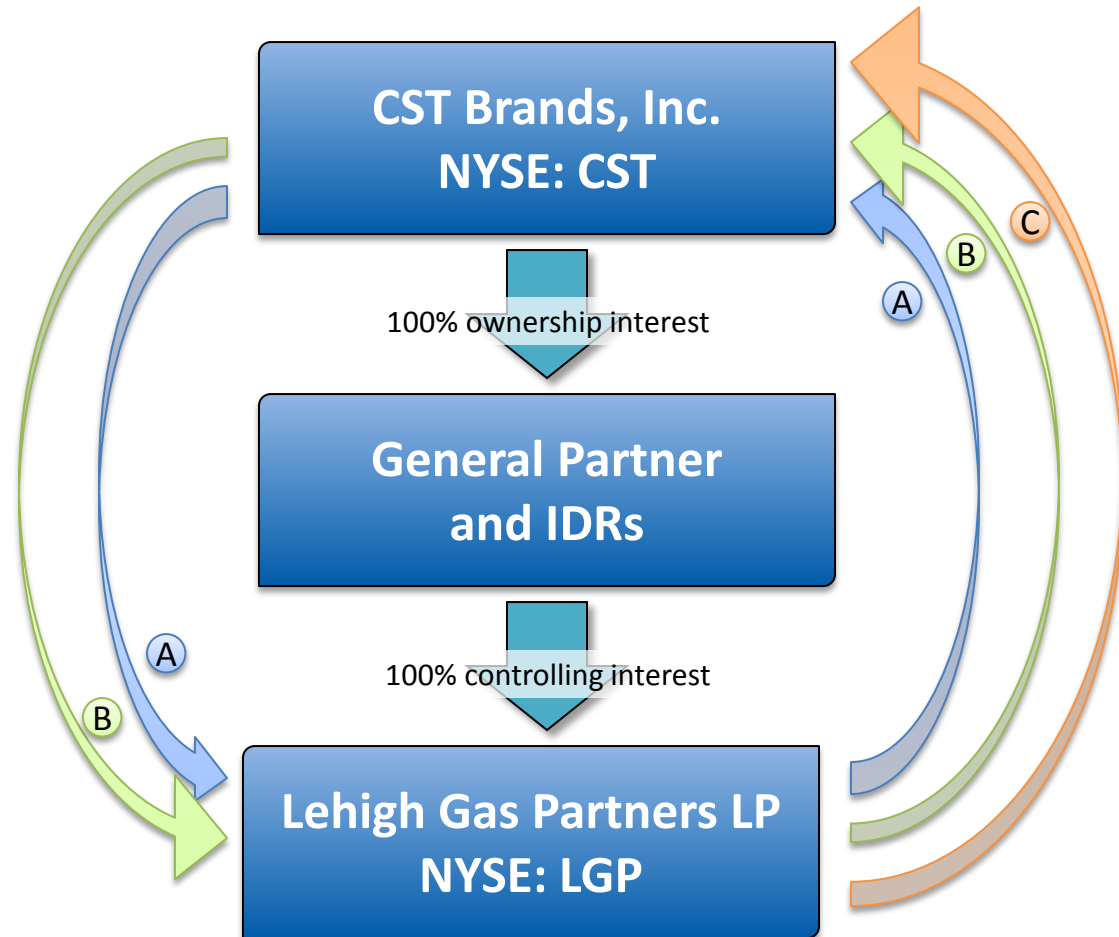 CST Brands, Inc.
NYSE: CST
C
B
A
100% ownership interest
General Partner
and IDRs
A
100% controlling interest
B
Lehigh Gas Partners LP
NYSE: LGP